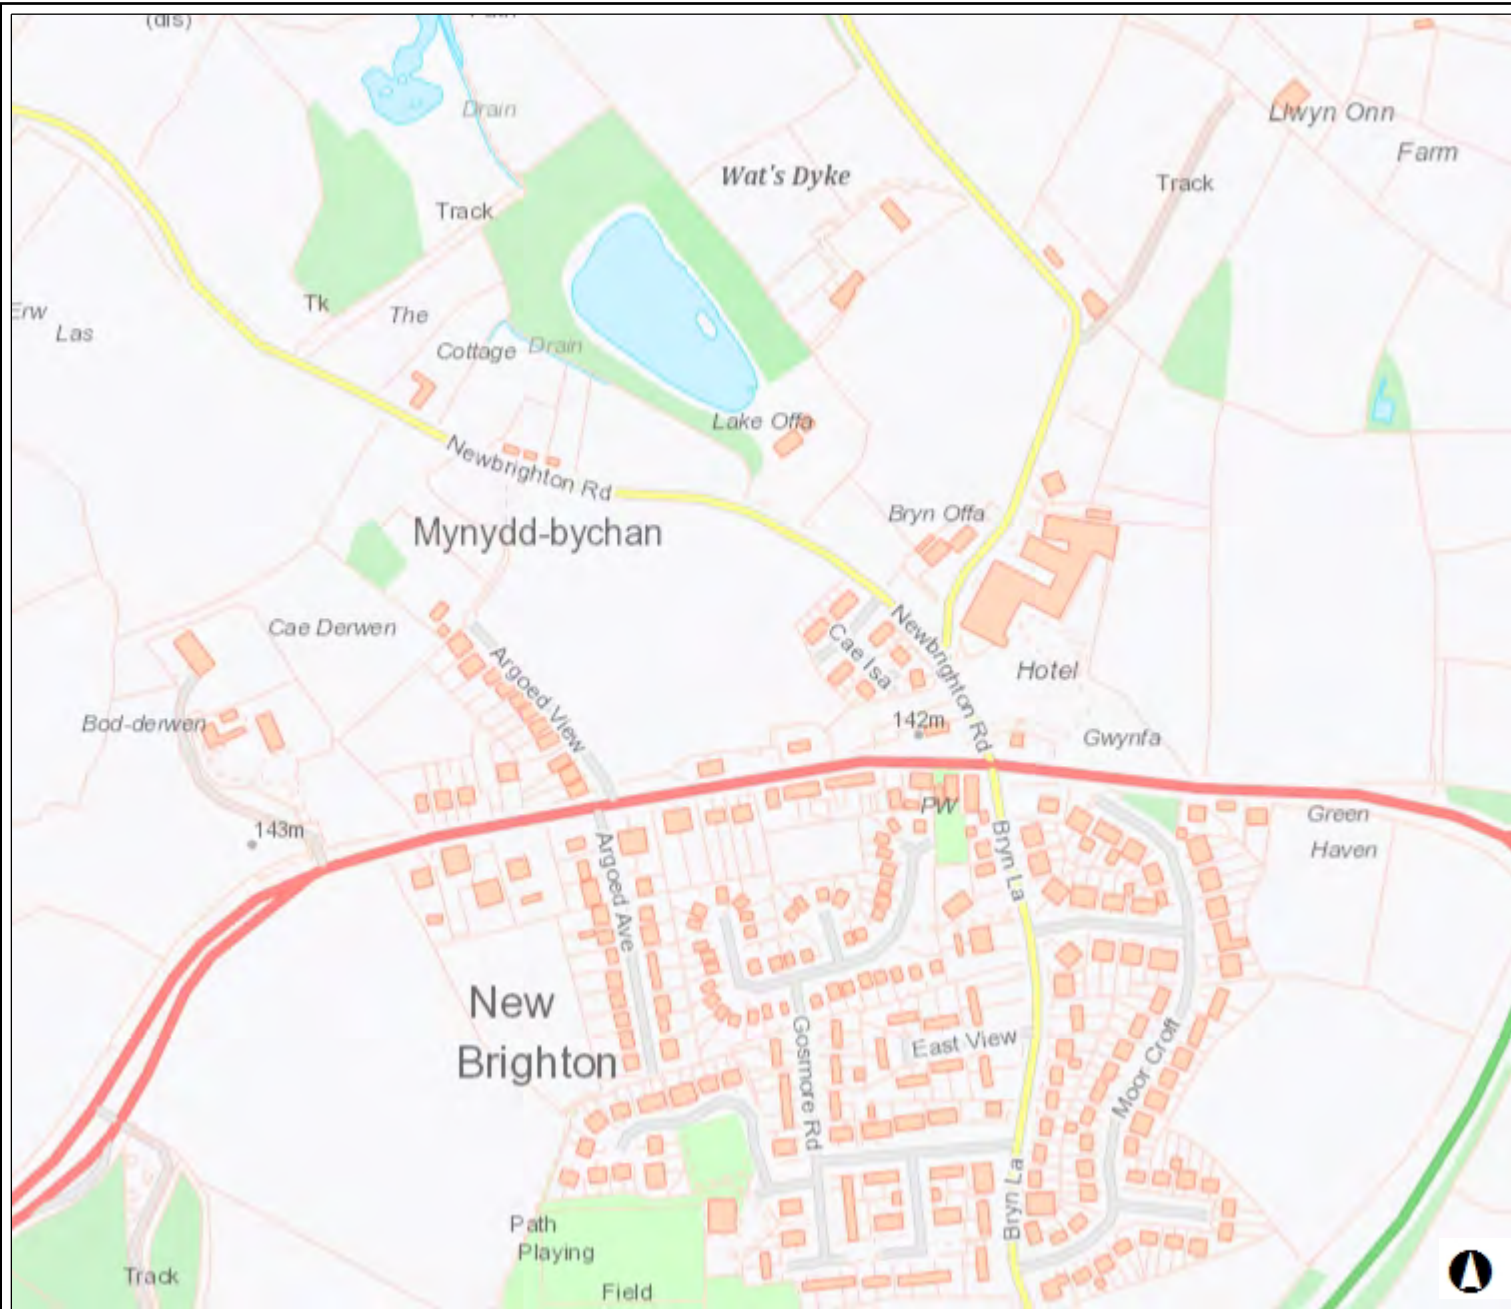 (dis)
Drain
Llwyn Onn
Farm
Wat's Dyke
Track
Track
Tk
The
Cottage
Drain
Erw
Las
Lake Offa
Newbrighton Rd
Bryn Offa
Mynydd-bychan
Cae Derwen
Argoed View
Cae Isa
Newbrighton Rd
Hotel
Bod-derwen
142m
Gwynfa
PW
Green
Haven
143m
Argoed Ave
Bryn La
New
Brighton
Gosmore Rd
East View
Moor Croft
Bryn La
Path
Playing
Field
Track